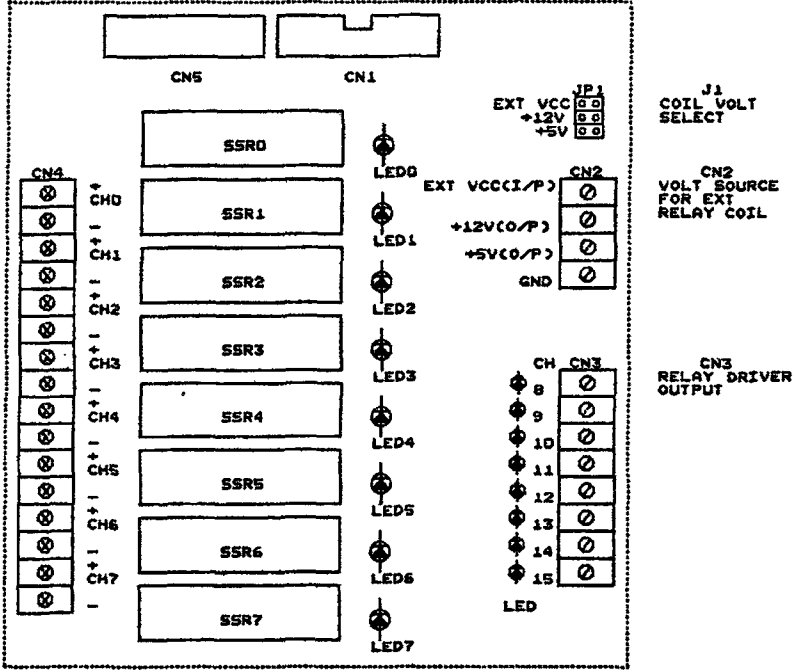 CN5
CN1
JP1
EXT VCC
+12V
+5V
J1
COIL VOLT
SELECT
SSR0
LED0
CN4
+
CH0
-
SSR1
LED1
+
CH1
-
SSR2
LED2
+
CH2
-
SSR3
LED3
+
CH3
-
SSR4
LED4
+
CH4
-
SSR5
LED5
+
CH5
-
SSR6
LED6
+
CH6
-
SSR7
LED7
+
CH7
-
CN2
EXT VCC(I/P)
+12V(O/P)
+5V(O/P)
GND
CN2
VOLT SOURCE
FOR EXT
RELAY COIL
CH CN3
8
9
10
11
12
13
14
15
LED
CN3
RELAY DRIVER
OUTPUT